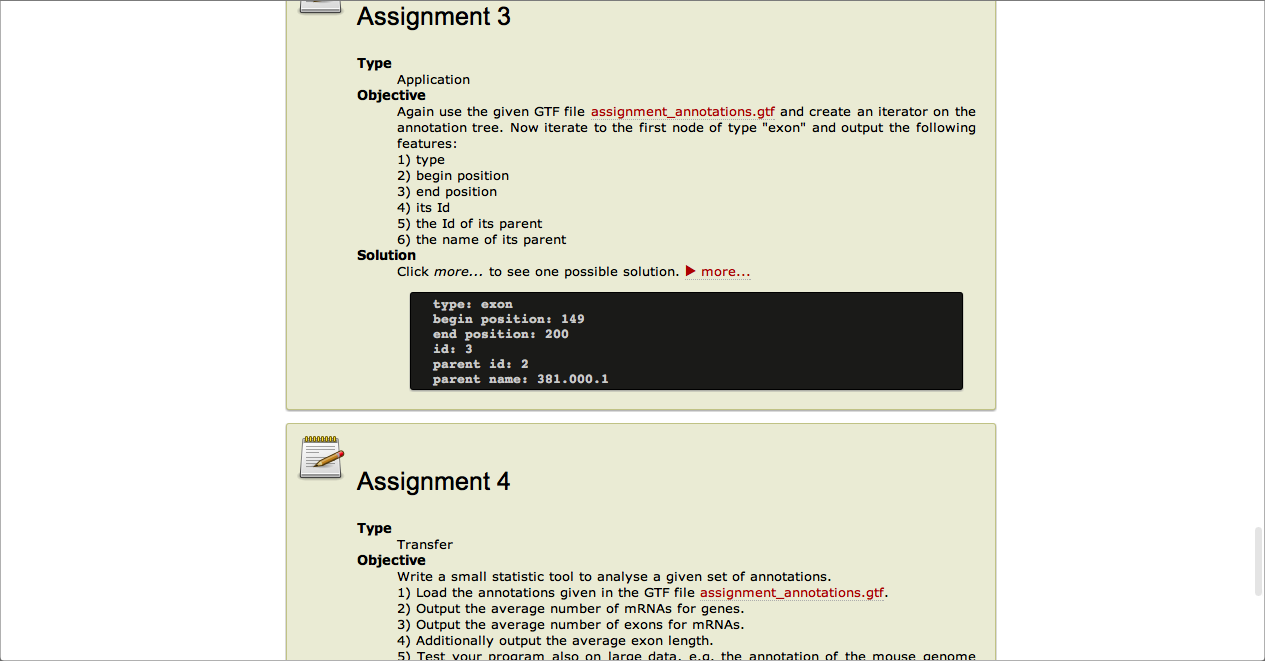 Assignment 3
Type
Application
Objective
Again use the given GTF file assignment_annotations.gtf and create an iterator on the
annotation tree. Now iterate to the first node of type "exon" and output the following
features:
1) type
2) begin position
3) end position
4) its Id
5) the Id of its parent
6) the name of its parent
Solution
Click more... to see one possible solution. ▶ more...
type: exon
begin position: 149
end position: 200
id: 3
parent id: 2
parent name: 381.000.1
Assignment 4
Type
Transfer
Objective
Write a small statistic tool to analyse a given set of annotations.
1) Load the annotations given in the GTF file assignment_annotations.gtf.
2) Output the average number of mRNAs for genes.
3) Output the average number of exons for mRNAs.
4) Additionally output the average exon length.
5) Test your program also on large data, e.g. the annotation of the mouse genome